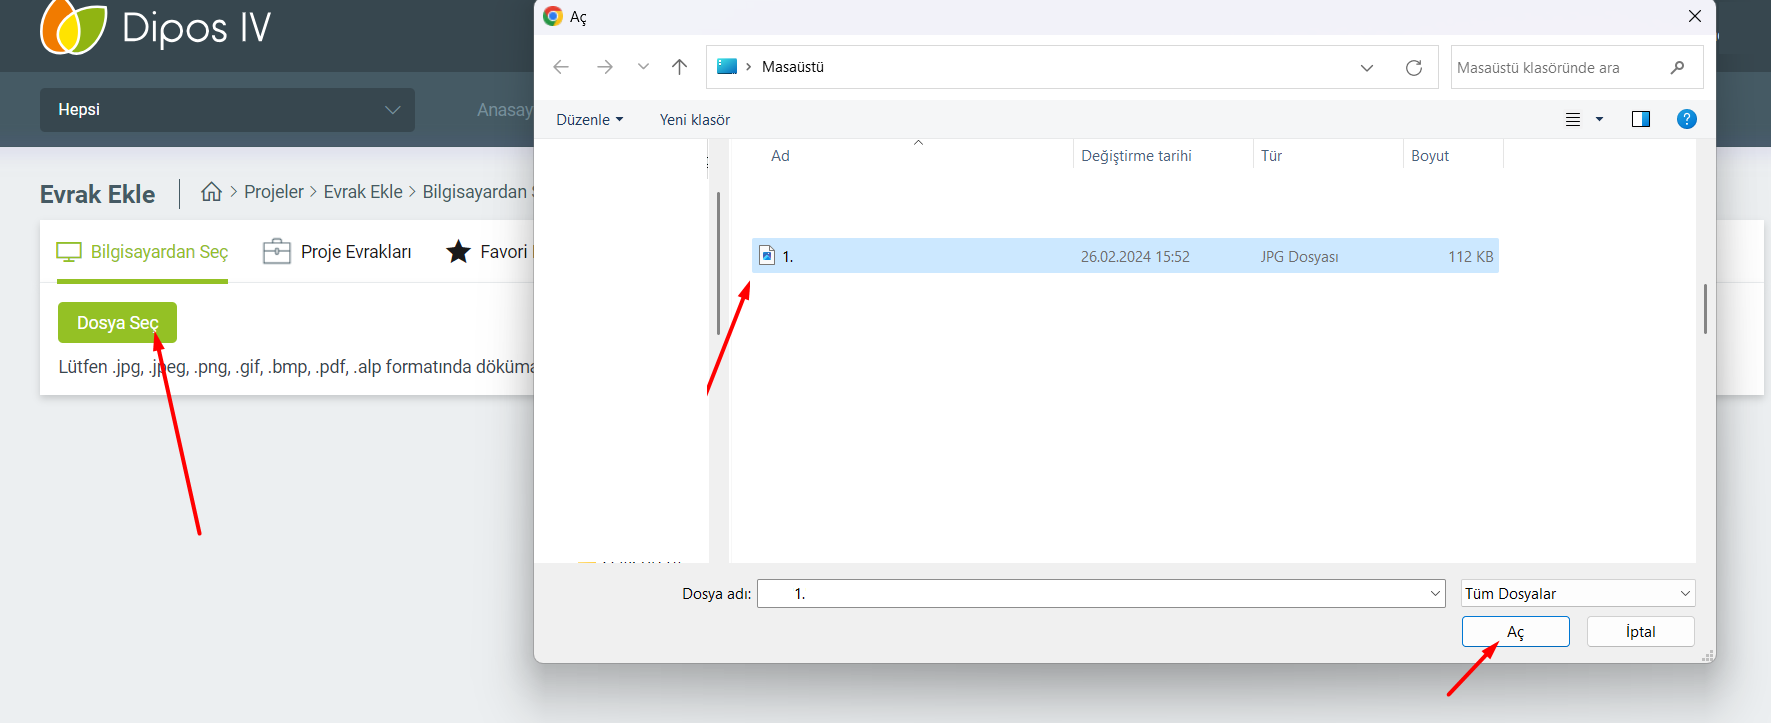 Dipos IV
Hepsi
Anasay
Evrak Ekle
Projeler > Evrak Ekle > Bilgisayardan
Bilgisayardan Seç
Proje Evrakları
Favori
Dosya Seç
Lütfen .jpg, .jpeg, .png, .gif, .bmp, .pdf, .alp formatında döküma
Aç
Masaüstü
Masaüstü klasöründe ara
Düzenle
Yeni klasör
Ad Değiştirme tarihi Tür Boyut
1. 26.02.2024 15:52 JPG Dosyası 112 KB
Dosya adı: 1. Tüm Dosyalar
Aç İptal